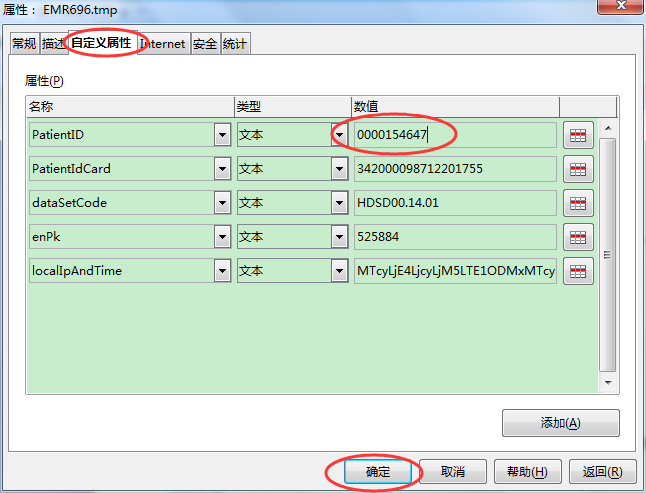 属性： EMR696.tmp
常规 描述 自定义属性 Internet 安全 统计
属性(P)
名称 类型 数值
PatientID 文本 0000154647
PatientIdCard 文本 342000098712201755
dataSetCode 文本 HDSD00.14.01
enPk 文本 525884
localIpAndTime 文本 MTcyLjE4LjcyLjM5LTE1ODMxMTcy
添加(A)
确定 取消 帮助(H) 返回(R)